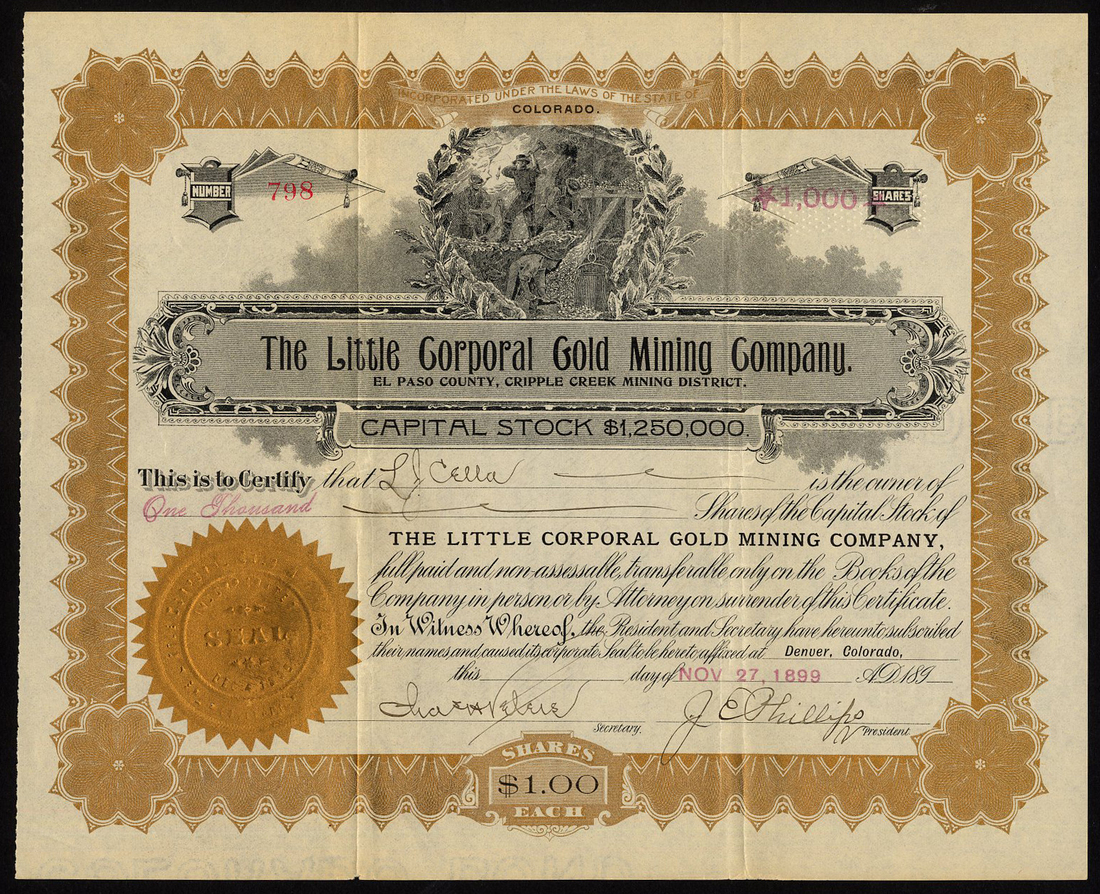 INCORPORATED UNDER THE LAWS OF THE STATE OF
COLORADO.
NUMBER 798
*1,000* SHARES
The Little Corporal Gold Mining Company.
EL PASO COUNTY, CRIPPLE CREEK MINING DISTRICT.
CAPITAL STOCK $1,250,000.
This is to Certify that L. J. Cella is the owner of
One Thousand Shares of the Capital Stock of
THE LITTLE CORPORAL GOLD MINING COMPANY,
full paid and non-assessable, transferable only on the Books of the
Company in person or by Attorney on surrender of this Certificate.
In Witness Whereof, the President and Secretary have hereunto subscribed
their names and caused its corporate Seal to be hereto affixed at Denver, Colorado,
this day of NOV 27, 1899 A.D. 189
SEAL
Secretary.
J. E. Phillips President
SHARES
$1.00
EACH